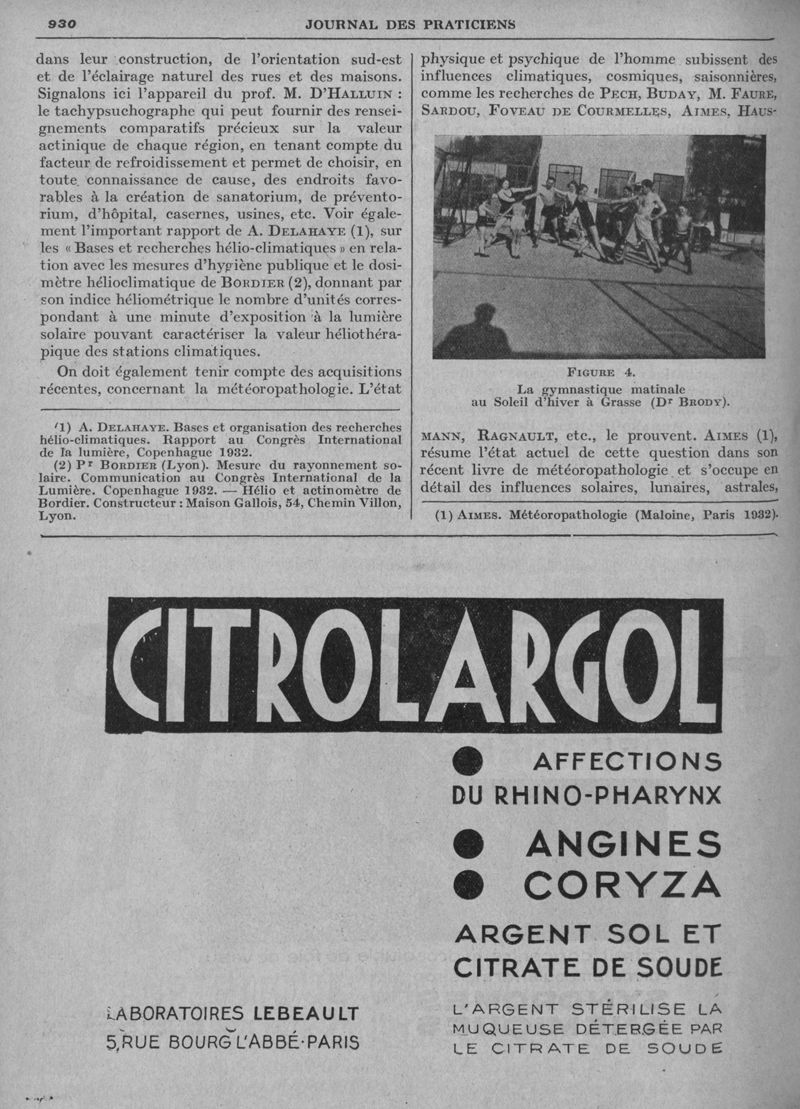 930
JOURNAL DES PRATICIENS
dans leur construction, de l'orientation sud-est
et de l'éclairage naturel des rues et des maisons.
Signalons ici l'appareil du prof. M. D'HALLUIN :
le tachypsuchographe qui peut fournir des rensei-
gnements comparatifs précieux sur la valeur
actinique de chaque région, en tenant compte du
facteur de refroidissement et permet de choisir, en
toute connaissance de cause, des endroits favo-
rables à la création de sanatorium, de prévento-
rium, d'hôpital, casernes, usines, etc. Voir égale-
ment l'important rapport de A. DELAHAYE (1), sur
les « Bases et recherches hélio-climatiques » en rela-
tion avec les mesures d'hygiène publique et le dosi-
mètre hélioclimatique de BORDIER (2), donnant par
son indice héliométrique le nombre d'unités corres-
pondant à une minute d'exposition à la lumière
solaire pouvant caractériser la valeur héliothéra-
pique des stations climatiques.
On doit également tenir compte des acquisitions
récentes, concernant la météoropathologie. L'état
(1) A. DELAHAYE. Bases et organisation des recherches
hélio-climatiques. Rapport au Congrès International
de la lumière, Copenhague 1932.
(2) Pr BORDIER (Lyon). Mesure du rayonnement so-
laire. Communication au Congrès International de la
Lumière. Copenhague 1932. — Hélio et actinomètre de
Bordier. Constructeur : Maison Gallois, 54, Chemin Villon,
Lyon.
physique et psychique de l'homme subissent des
influences climatiques, cosmiques, saisonnières,
comme les recherches de PECH, BUDAY, M. FAURE,
SARDOU, FOVEAU DE COURMELLES, AIMES, HAUS-
FIGURE 4.
La gymnastique matinale
au Soleil d'hiver à Grasse (Dr BRODY).
MANN, RAGNAULT, etc., le prouvent. AIMES (1),
résume l'état actuel de cette question dans son
récent livre de météoropathologie et s'occupe en
détail des influences solaires, lunaires, astrales,
(1) AIMES. Météoropathologie (Maloine, Paris 1932).
CITROLARGOL
● AFFECTIONS
DU RHINO-PHARYNX
● ANGINES
● CORYZA
ARGENT SOL ET
CITRATE DE SOUDE
LABORATOIRES LEBEAULT
5, RUE BOURG L'ABBÉ·PARIS
L'ARGENT STÉRILISE LA
MUQUEUSE DÉTERGÉE PAR
LE CITRATE DE SOUDE